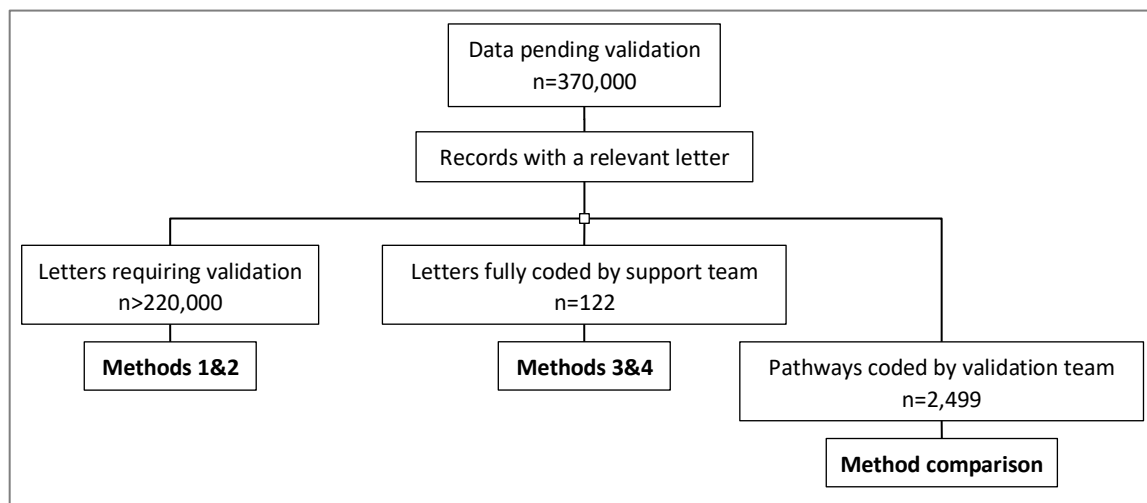 Data pending validation
n=370,000
Records with a relevant letter
Letters requiring validation
n>220,000
Methods 1&2
Letters fully coded by support team
n=122
Methods 3&4
Pathways coded by validation team
n=2,499
Method comparison